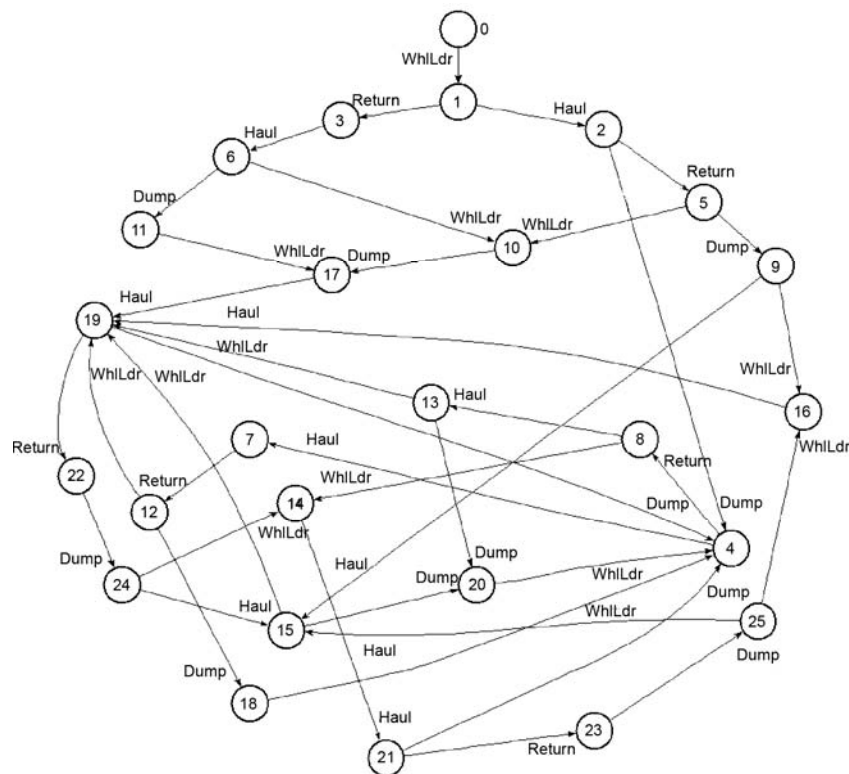 0
WhlLdr
1
Return
3
Haul
2
Haul
6
Return
5
Dump
11
WhlLdr
WhlLdr
10
Dump
9
WhlLdr
Dump
17
Haul
Haul
19
WhlLdr
WhlLdr
WhlLdr
WhlLdr
13
Haul
16
7
Haul
8
WhlLdr
Return
22
Return
12
WhlLdr
14
Return
Dump
Dump
4
WhlLdr
Dump
24
Haul
Haul
Dump
Dump
20
WhlLdr
Dump
15
WhlLdr
25
Haul
Dump
18
Dump
Haul
21
Return
23